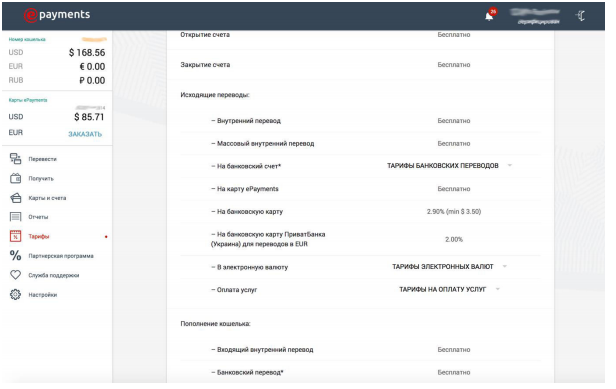 epayments
26
Номер кошелька
USD $ 168.56
EUR € 0.00
RUB ₽ 0.00
Карты ePayments
USD $ 85.71
EUR ЗАКАЗАТЬ
Перевести
Получить
Карты и счета
Отчеты
Тарифы
Партнерская программа
Служба поддержки
Настройки
Открытие счета Бесплатно
Закрытие счета Бесплатно
Исходящие переводы:
– Внутренний перевод Бесплатно
– Массовый внутренний перевод Бесплатно
– На банковский счет* ТАРИФЫ БАНКОВСКИХ ПЕРЕВОДОВ
– На карту ePayments Бесплатно
– На банковскую карту 2.90% (min $ 3.50)
– На банковскую карту ПриватБанка
(Украина) для переводов в EUR 2.00%
– В электронную валюту ТАРИФЫ ЭЛЕКТРОННЫХ ВАЛЮТ
– Оплата услуг ТАРИФЫ НА ОПЛАТУ УСЛУГ
Пополнение кошелька:
– Входящий внутренний перевод Бесплатно
– Банковский перевод* Бесплатно